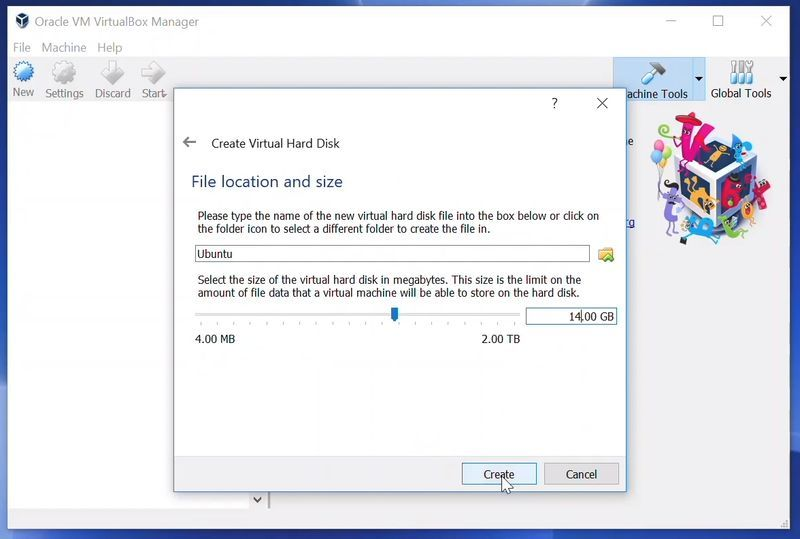 Oracle VM VirtualBox Manager
File Machine Help
New Settings Discard Start
achine Tools Global Tools
?
Create Virtual Hard Disk
File location and size
Please type the name of the new virtual hard disk file into the box below or click on
the folder icon to select a different folder to create the file in.
Ubuntu
Select the size of the virtual hard disk in megabytes. This size is the limit on the
amount of file data that a virtual machine will be able to store on the hard disk.
14.00 GB
4.00 MB 2.00 TB
Create Cancel